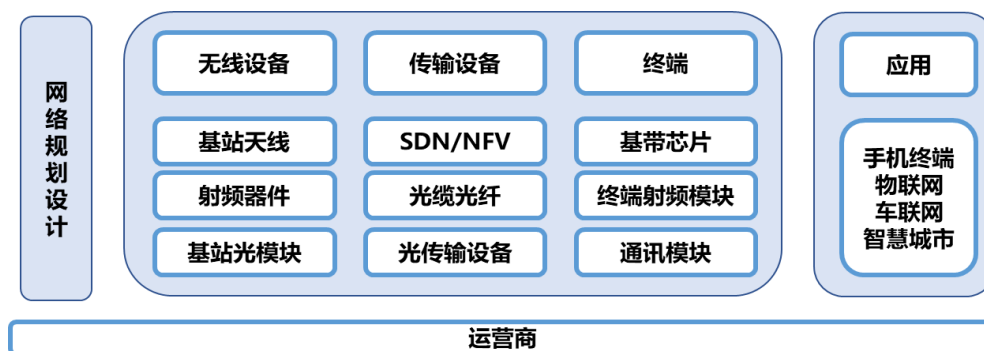 网络规划设计
无线设备
传输设备
终端
基站天线
SDN/NFV
基带芯片
射频器件
光缆光纤
终端射频模块
基站光模块
光传输设备
通讯模块
应用
手机终端
物联网
车联网
智慧城市
运营商